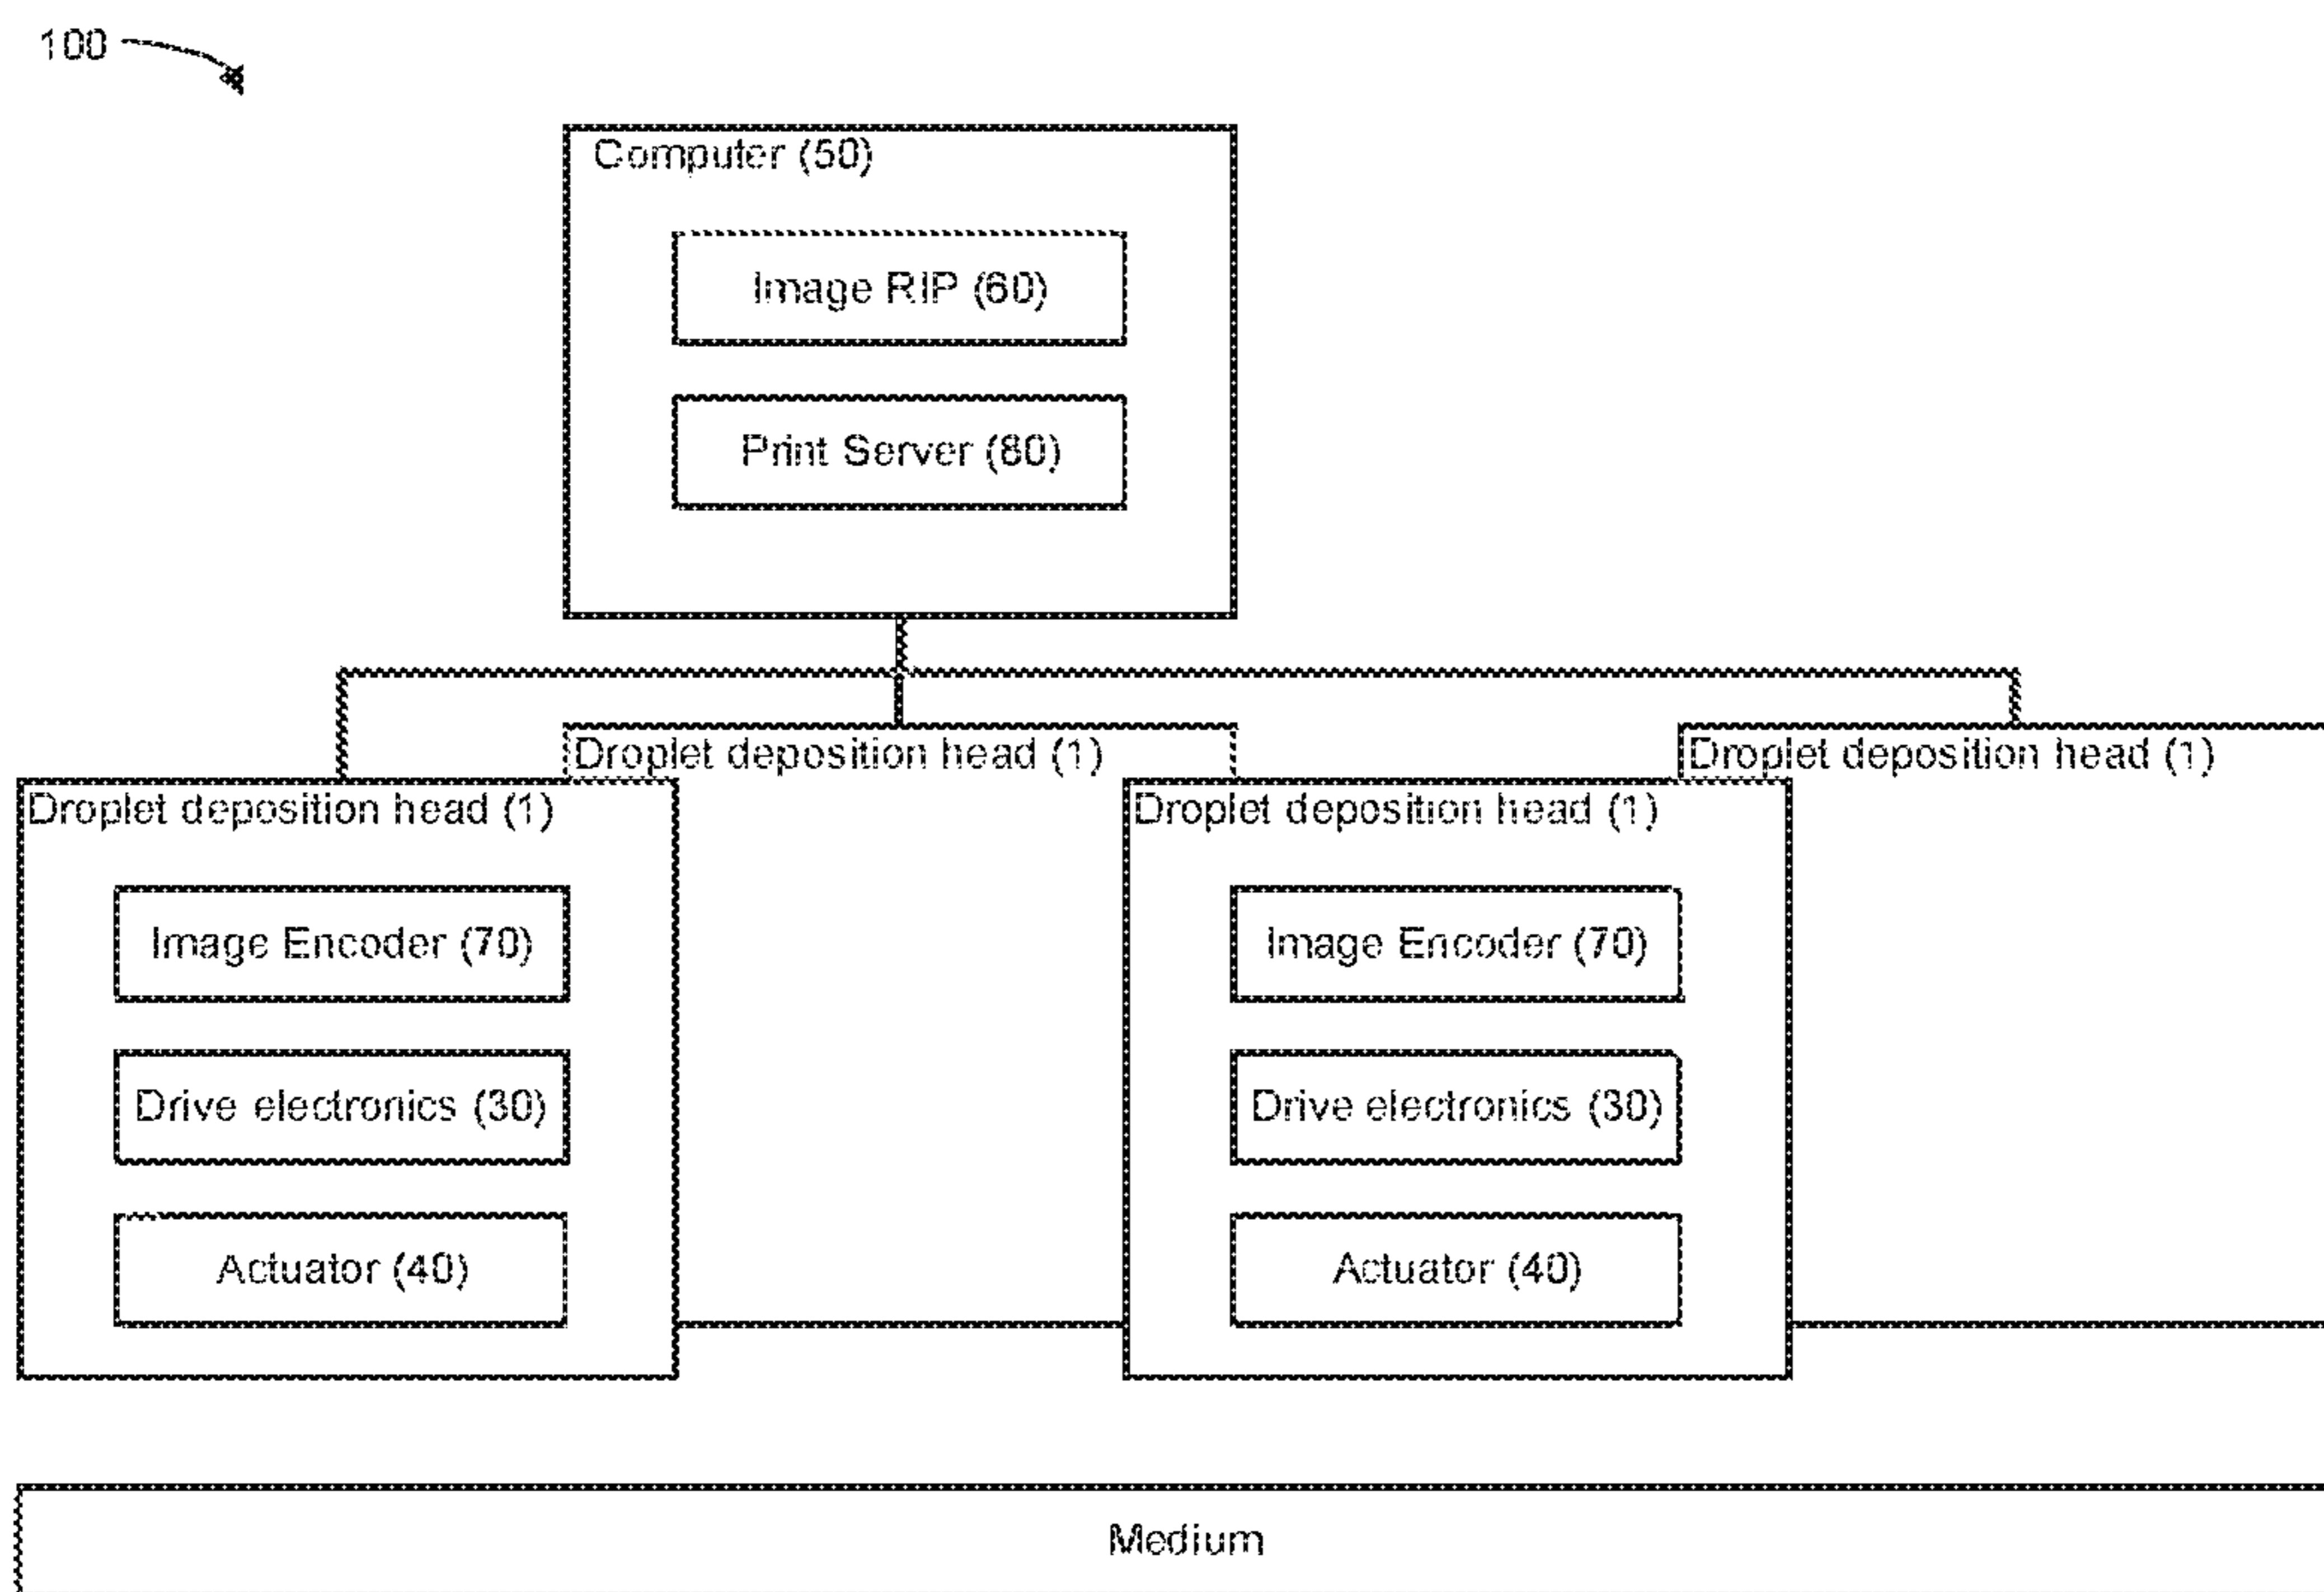 100
Computer (50)
Image RIP (60)
Print Server (80)
Droplet deposition head (1)
Droplet deposition head (1)
Droplet deposition head (1)
Droplet deposition head (1)
Image Encoder (70)
Image Encoder (70)
Drive electronics (30)
Drive electronics (30)
Actuator (40)
Actuator (40)
Medium